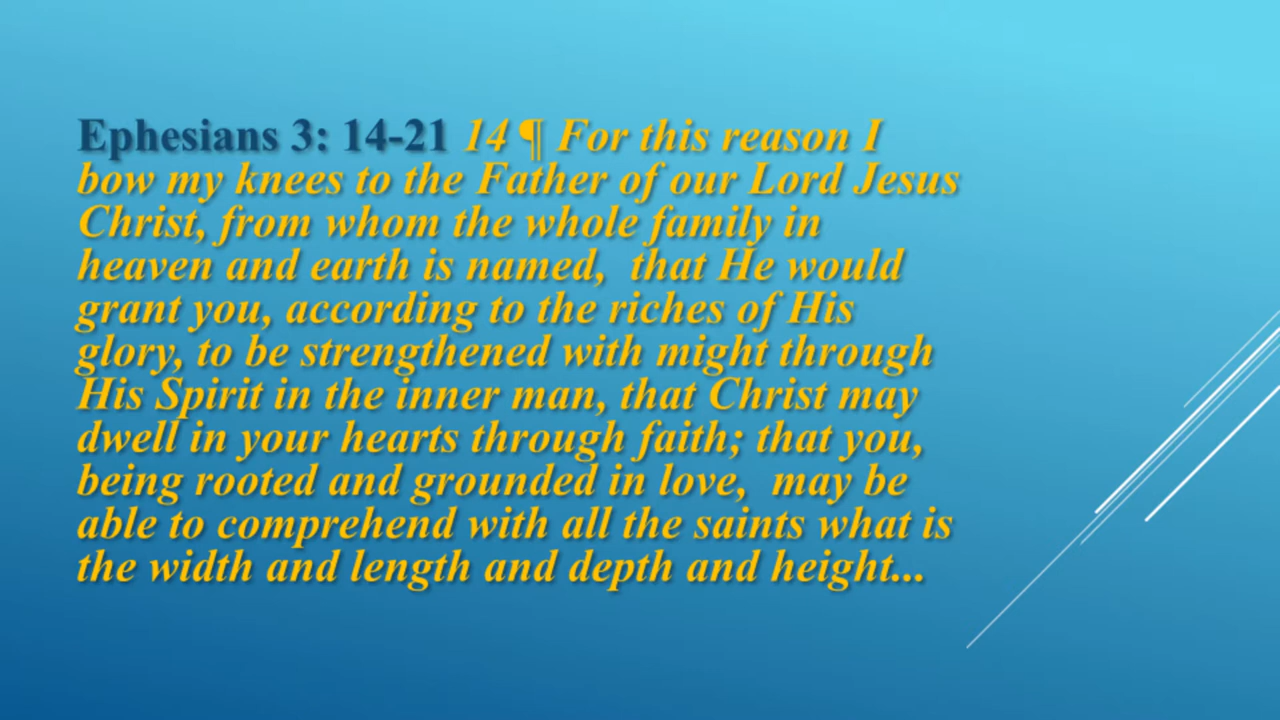 Ephesians 3: 14-21 14 ¶ For this reason I
bow my knees to the Father of our Lord Jesus
Christ, from whom the whole family in
heaven and earth is named,  that He would
grant you, according to the riches of His
glory, to be strengthened with might through
His Spirit in the inner man, that Christ may
dwell in your hearts through faith; that you,
being rooted and grounded in love,  may be
able to comprehend with all the saints what is
the width and length and depth and height...